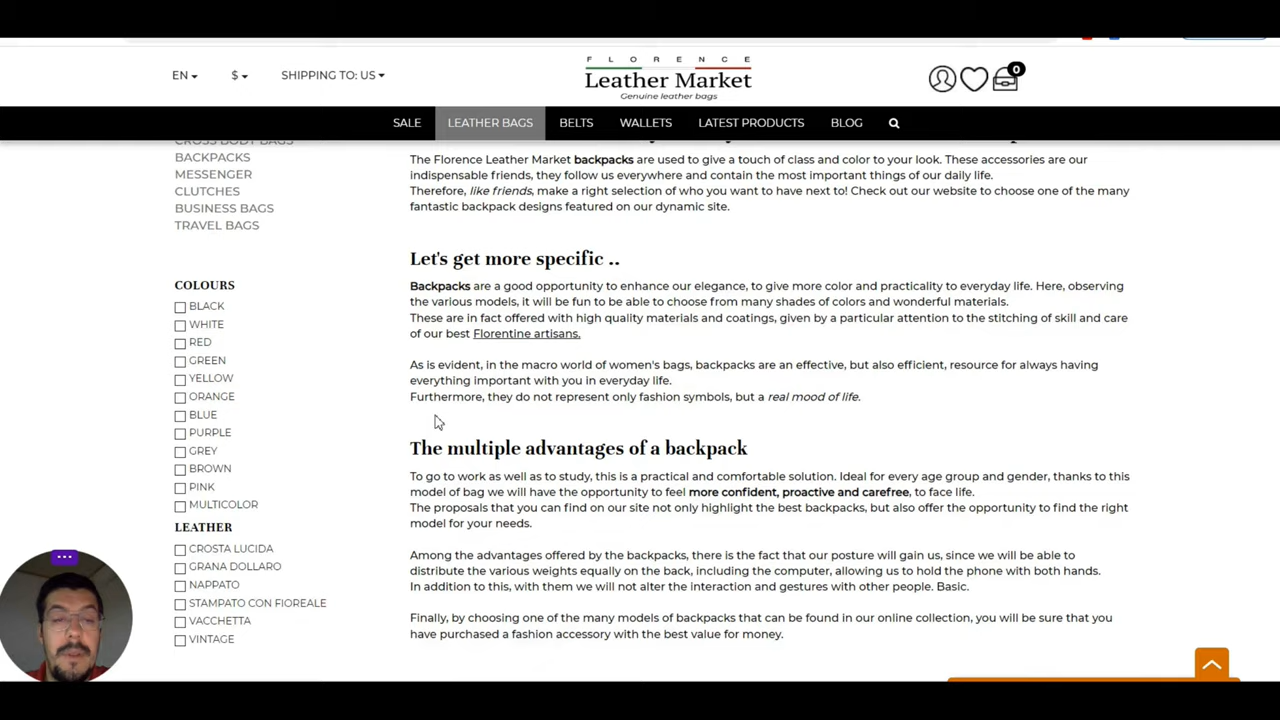 EN
$
SHIPPING TO: US
FLORENCE
Leather Market
Genuine leather bags
0
SALE
LEATHER BAGS
BELTS
WALLETS
LATEST PRODUCTS
BLOG
CROSS BODY BAGS
BACKPACKS
MESSENGER
CLUTCHES
BUSINESS BAGS
TRAVEL BAGS
COLOURS
BLACK
WHITE
RED
GREEN
YELLOW
ORANGE
BLUE
PURPLE
GREY
BROWN
PINK
MULTICOLOR
LEATHER
CROSTA LUCIDA
GRANA DOLLARO
NAPPATO
STAMPATO CON FIOREALE
VACCHETTA
VINTAGE
The Florence Leather Market backpacks are used to give a touch of class and color to your look. These accessories are our
indispensable friends, they follow us everywhere and contain the most important things of our daily life.
Therefore, like friends, make a right selection of who you want to have next to! Check out our website to choose one of the many
fantastic backpack designs featured on our dynamic site.
Let's get more specific ..
Backpacks are a good opportunity to enhance our elegance, to give more color and practicality to everyday life. Here, observing
the various models, it will be fun to be able to choose from many shades of colors and wonderful materials.
These are in fact offered with high quality materials and coatings, given by a particular attention to the stitching of skill and care
of our best Florentine artisans.
As is evident, in the macro world of women's bags, backpacks are an effective, but also efficient, resource for always having
everything important with you in everyday life.
Furthermore, they do not represent only fashion symbols, but a real mood of life.
The multiple advantages of a backpack
To go to work as well as to study, this is a practical and comfortable solution. Ideal for every age group and gender, thanks to this
model of bag we will have the opportunity to feel more confident, proactive and carefree, to face life.
The proposals that you can find on our site not only highlight the best backpacks, but also offer the opportunity to find the right
model for your needs.
Among the advantages offered by the backpacks, there is the fact that our posture will gain us, since we will be able to
distribute the various weights equally on the back, including the computer, allowing us to hold the phone with both hands.
In addition to this, with them we will not alter the interaction and gestures with other people. Basic.
Finally, by choosing one of the many models of backpacks that can be found in our online collection, you will be sure that you
have purchased a fashion accessory with the best value for money.